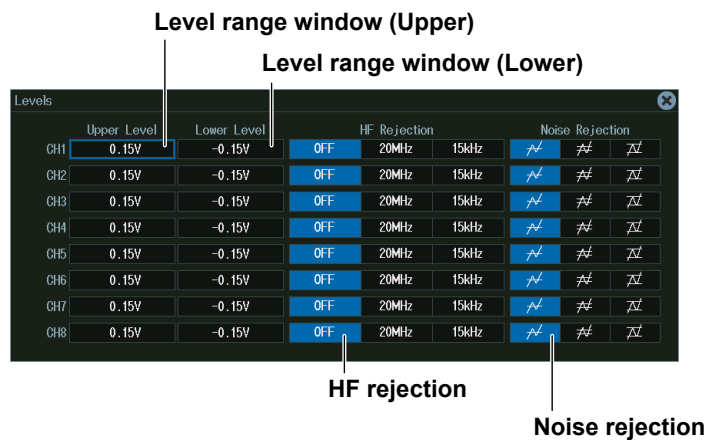 Level range window (Upper)
Level range window (Lower)
Levels
Upper Level Lower Level HF Rejection Noise Rejection
CH1 0.15V -0.15V OFF 20MHz 15kHz
CH2 0.15V -0.15V OFF 20MHz 15kHz
CH3 0.15V -0.15V OFF 20MHz 15kHz
CH4 0.15V -0.15V OFF 20MHz 15kHz
CH5 0.15V -0.15V OFF 20MHz 15kHz
CH6 0.15V -0.15V OFF 20MHz 15kHz
CH7 0.15V -0.15V OFF 20MHz 15kHz
CH8 0.15V -0.15V OFF 20MHz 15kHz
HF rejection
Noise rejection